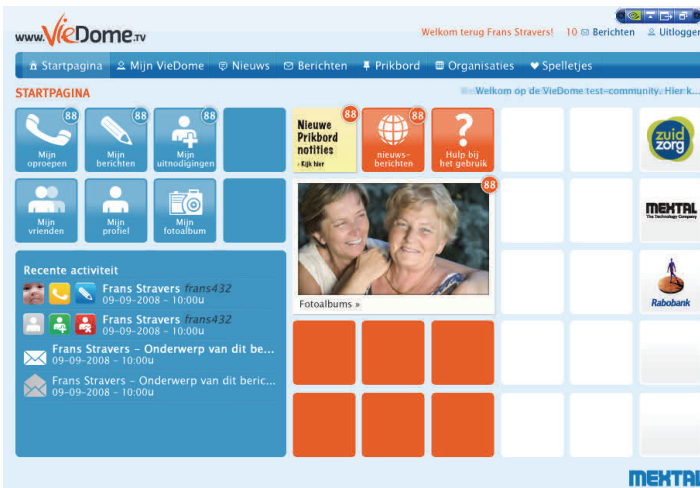 www.VieDome.TV
Welkom terug Frans Stravers! 10 Berichten Uitlogger
Startpagina Mijn VieDome Nieuws Berichten Prikbord Organisaties Spelletjes
STARTPAGINA
Welkom op de VieDome test-community. Hier k...
88
Mijn
oproepen
88
Mijn
berichten
88
Mijn
uitnodigingen
88
Nieuwe
Prikbord
notities
› Kijk hier
88
nieuws-
berichten
Hulp bij
het gebruik
zuid
zorg
Mijn
vrienden
Mijn
profiel
Mijn
fotoalbum
88
Fotoalbums »
MEXTAL
The Technology Company
Rabobank
Recente activiteit
Frans Stravers frans432
09-09-2008 - 10:00u
Frans Stravers frans432
09-09-2008 - 10:00u
Frans Stravers - Onderwerp van dit be...
09-09-2008 - 10:00u
Frans Stravers - Onderwerp van dit beric...
09-09-2008 - 10:00u
MEXTAL